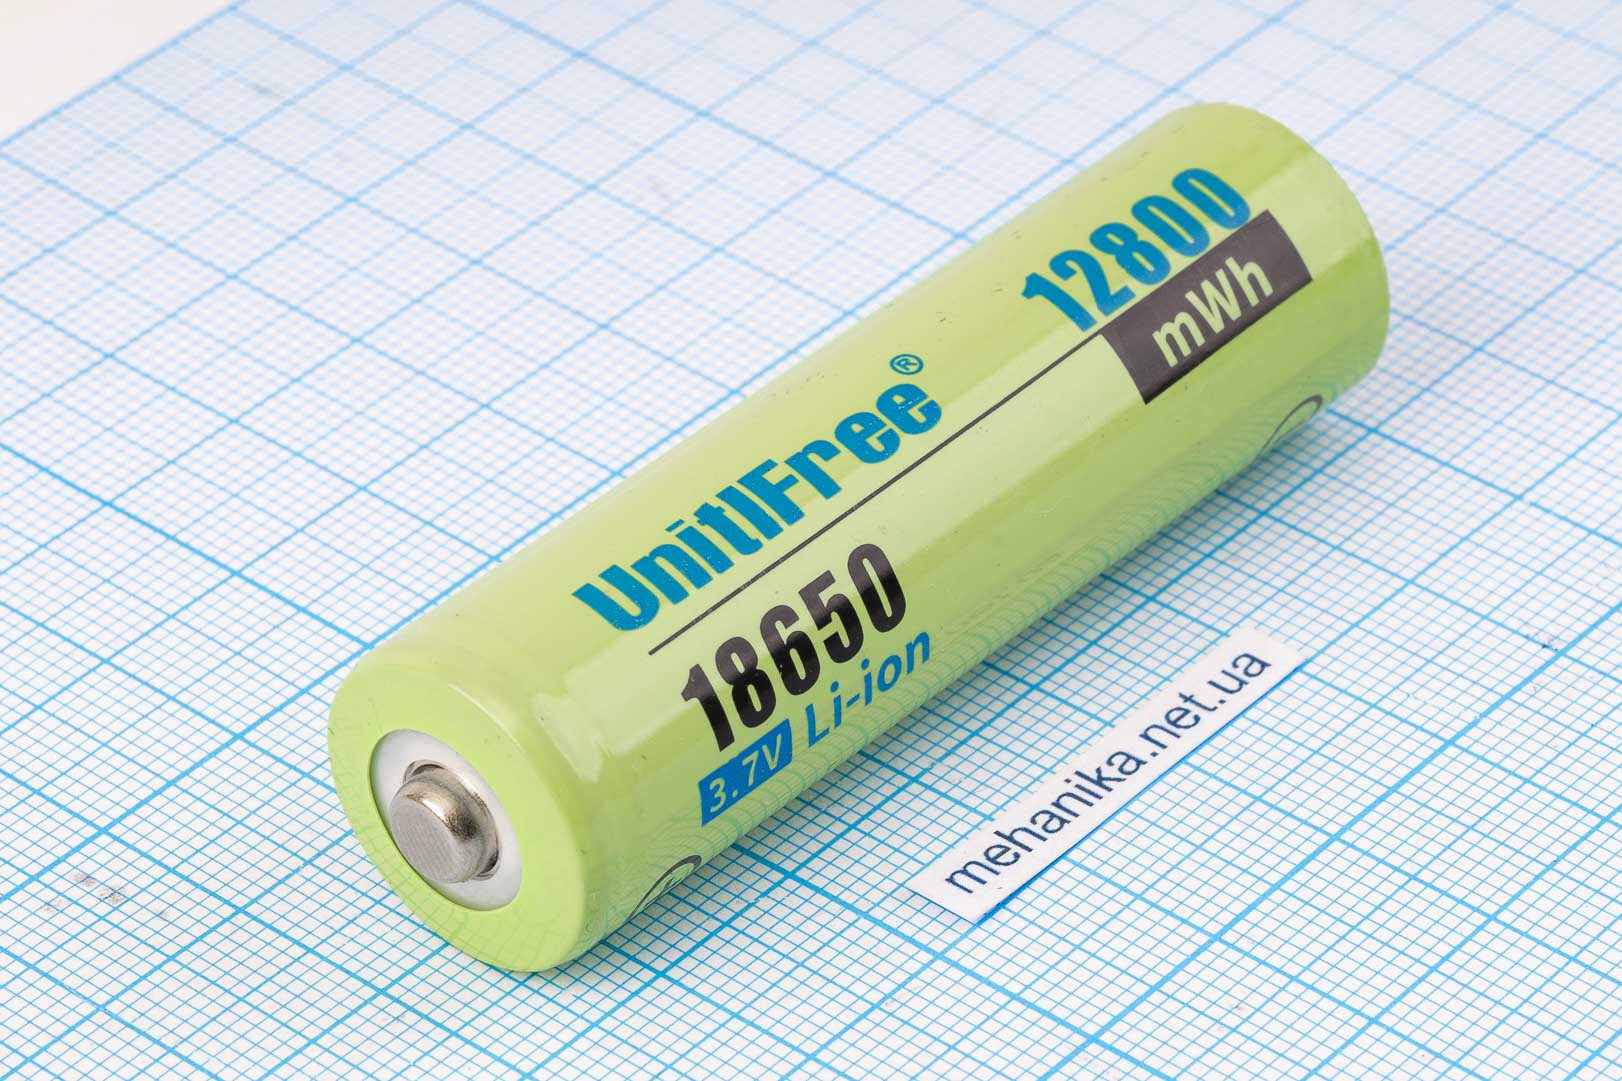 UnitlFree®
12800
mWh
18650
3.7V Li-ion
mehanika.net.ua